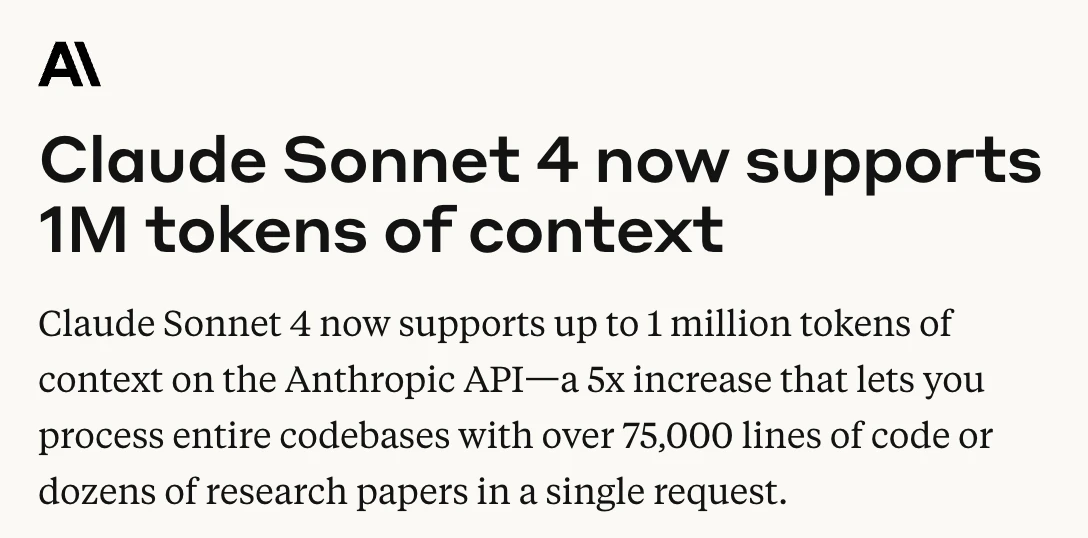 Claude Sonnet 4 now supports
1M tokens of context
Claude Sonnet 4 now supports up to 1 million tokens of
context on the Anthropic API—a 5x increase that lets you
process entire codebases with over 75,000 lines of code or
dozens of research papers in a single request.